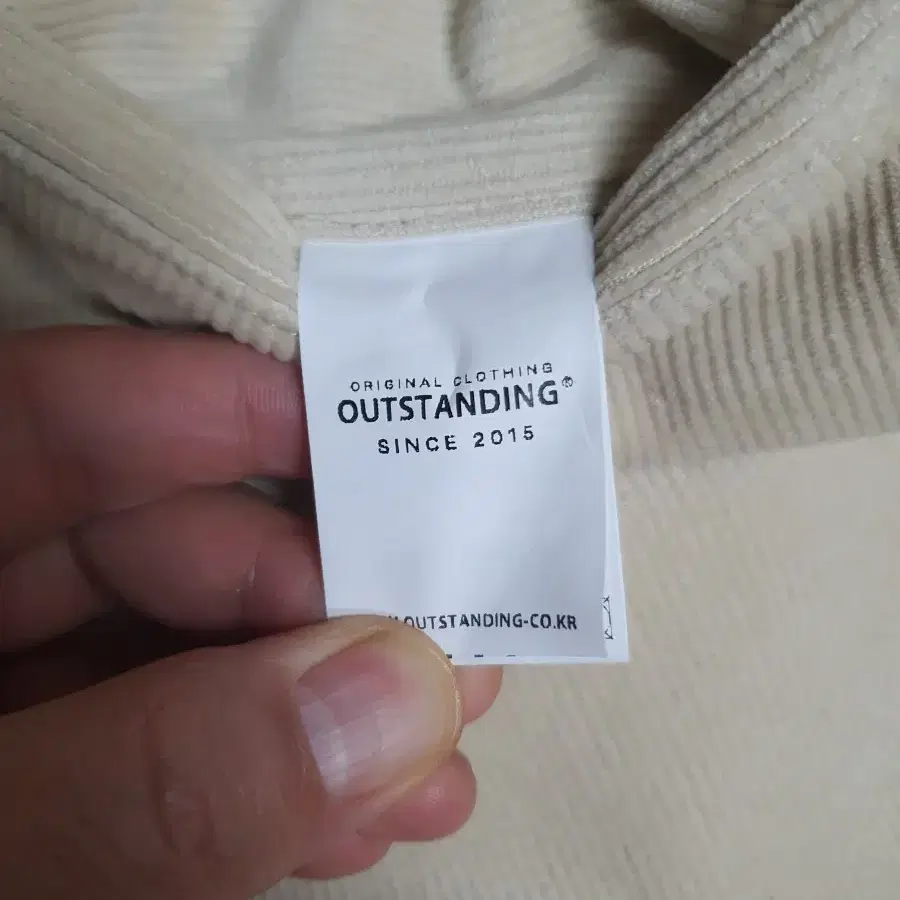 ORIGINAL CLOTHING
OUTSTANDING®
SINCE 2015
OUTSTANDING-CO.KR